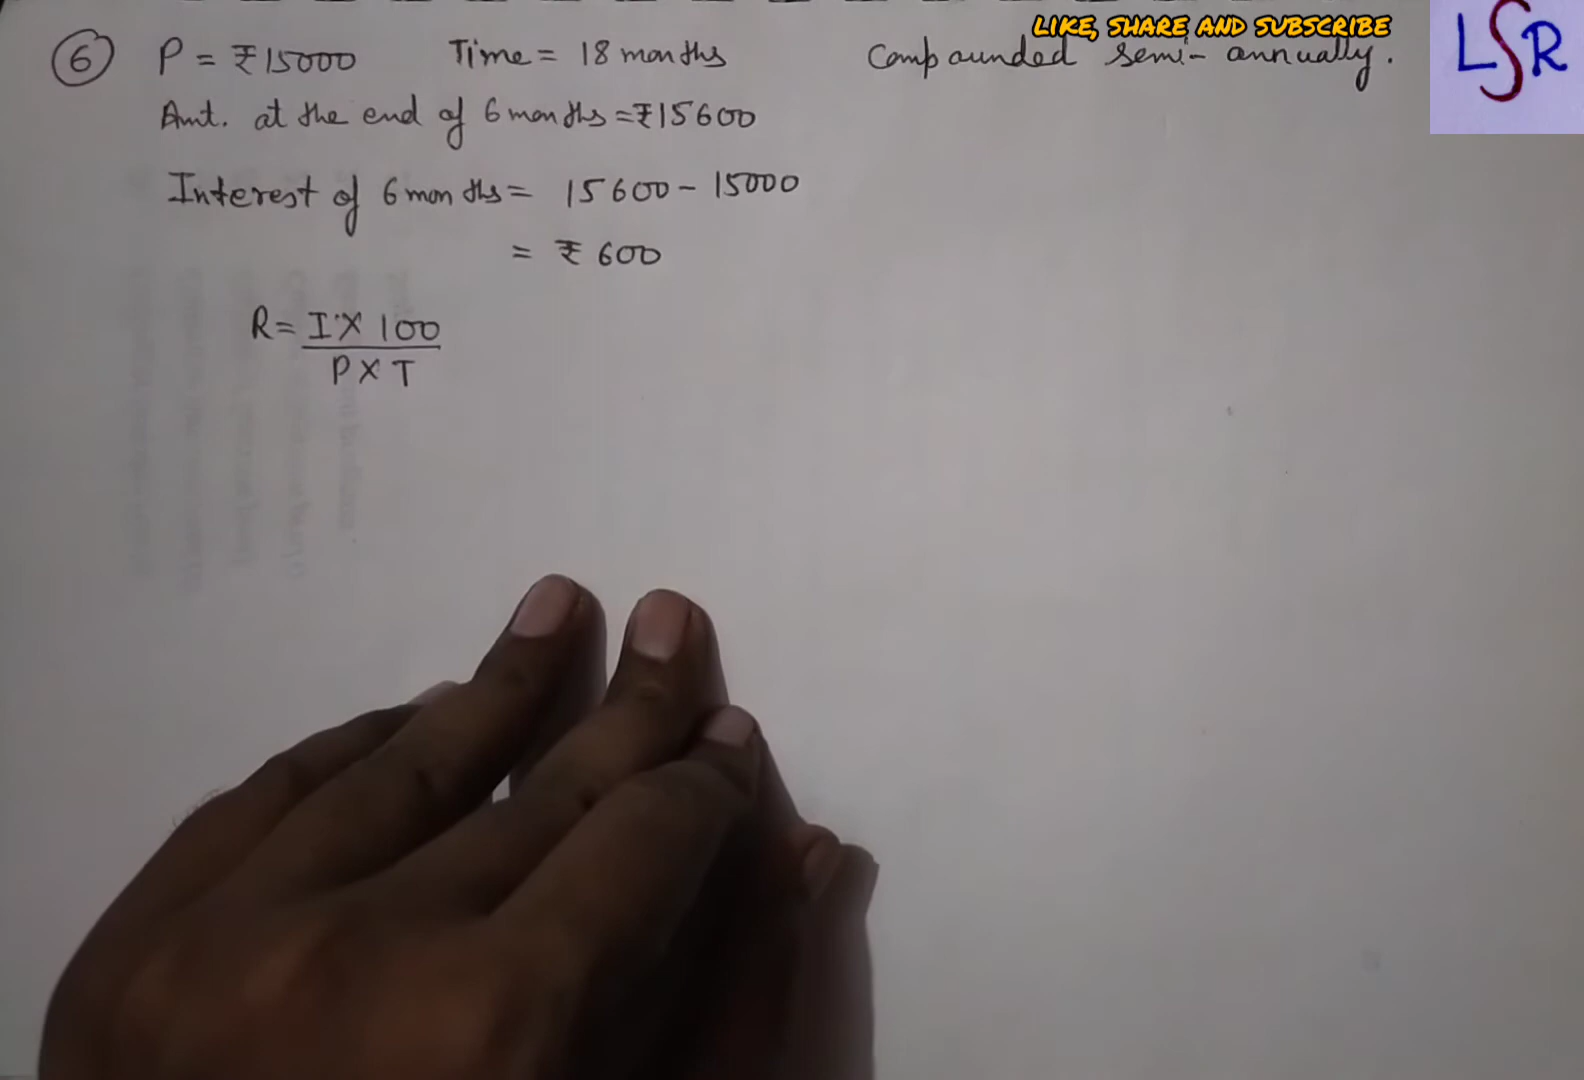 LIKE, SHARE AND SUBSCRIBE
LSR
6 P = ₹15000 Time = 18 months Compounded semi-annually.
Amt. at the end of 6 months = ₹15600
Interest of 6 months = 15600 - 15000
= ₹ 600
R = I × 100
P × T